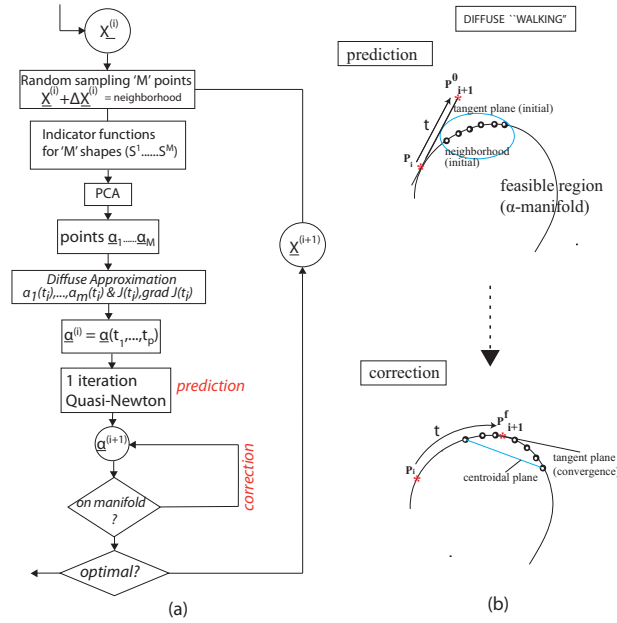 X^(i)
Random sampling 'M' points
X^(i)+ΔX^(i) = neighborhood
Indicator functions
for 'M' shapes (S^1......S^M)
PCA
points α_1......α_M
Diffuse Approximation
α_1(t_i),...,α_m(t_i) & J(t_i),grad J(t_i)
α^(i) = α(t_1,...,t_p)
1 iteration
Quasi-Newton
prediction
α^(i+1)
correction
on manifold
?
optimal?
X^(i+1)
(a)
DIFFUSE ``WALKING''
prediction
P^0_i+1
tangent plane (initial)
t
neighborhood
(initial)
P_i
feasible region
(α-manifold)
correction
t
P^f_i+1
P_i
tangent plane
(convergence)
centroidal plane
(b)